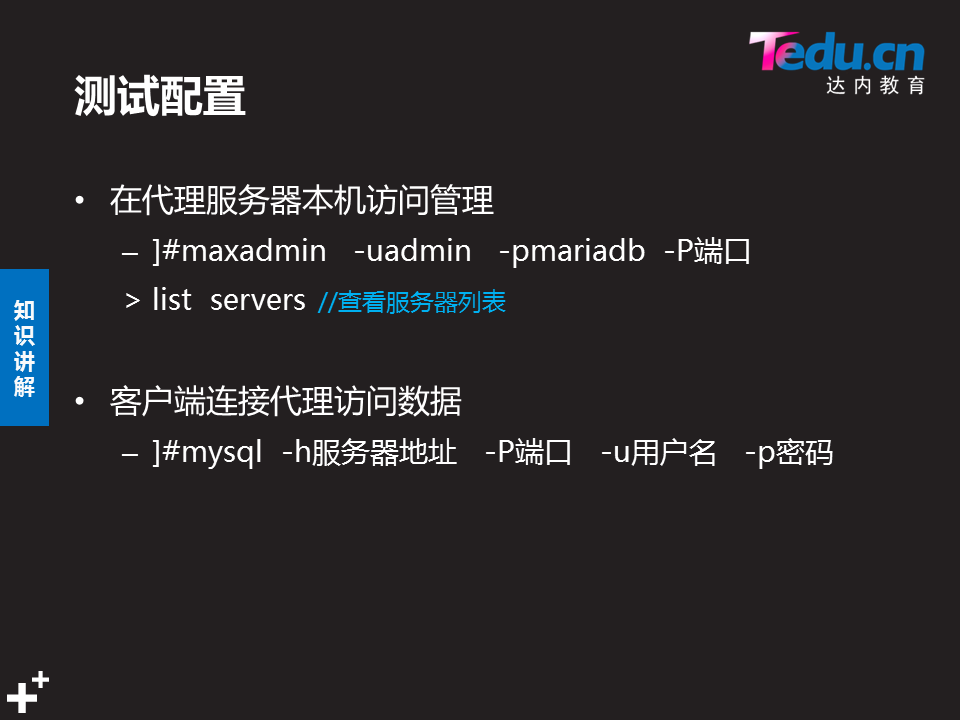 Tedu.cn
达内教育
测试配置
• 在代理服务器本机访问管理
– ]#maxadmin -uadmin -pmariadb -P端口
> list servers //查看服务器列表
知识讲解
• 客户端连接代理访问数据
– ]#mysql -h服务器地址 -P端口 -u用户名 -p密码